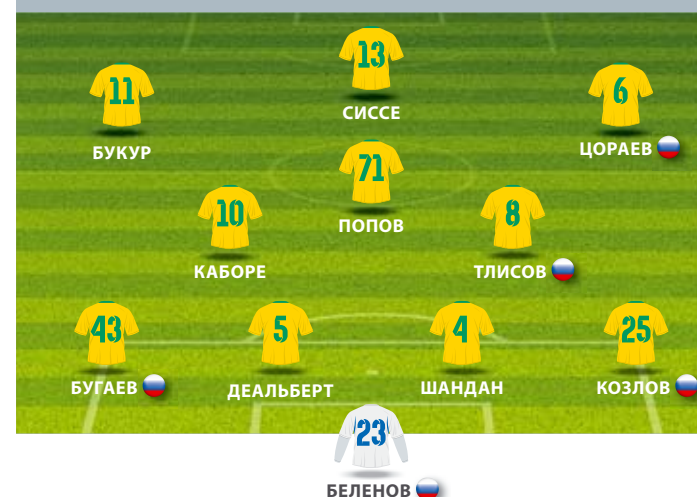 13
СИССЕ
11
БУКУР
6
ЦОРАЕВ
71
ПОПОВ
10
КАБОРЕ
8
ТЛИСОВ
43
БУГАЕВ
5
ДЕАЛЬБЕРТ
4
ШАНДАН
25
КОЗЛОВ
23
БЕЛЕНОВ